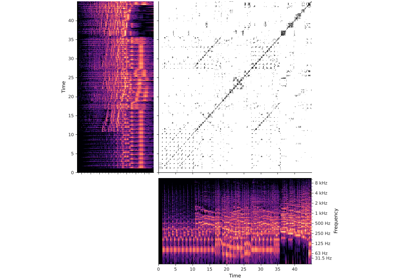 40
35
30
25
20
15
10
5
0
Time
8 kHz
4 kHz
2 kHz
1 kHz
500 Hz
250 Hz
125 Hz
63 Hz
31.5 Hz
Frequency
0 5 10 15 20 25 30 35 40
Time